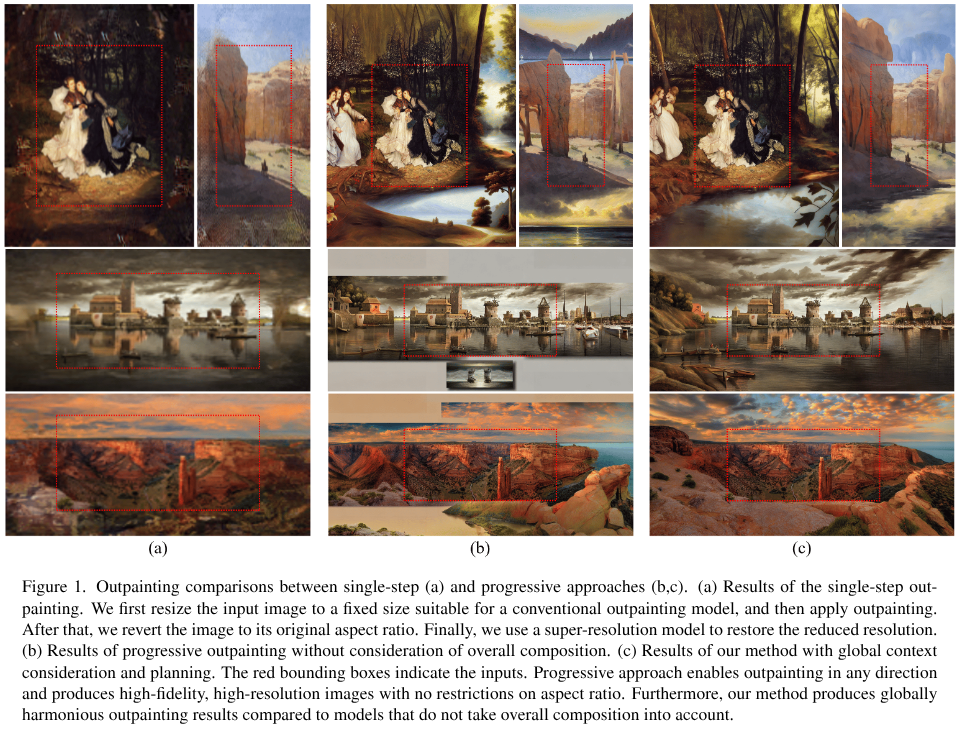 (a)
(b)
(c)
Figure 1. Outpainting comparisons between single-step (a) and progressive approaches (b,c). (a) Results of the single-step out-
painting. We first resize the input image to a fixed size suitable for a conventional outpainting model, and then apply outpainting.
After that, we revert the image to its original aspect ratio. Finally, we use a super-resolution model to restore the reduced resolution.
(b) Results of progressive outpainting without consideration of overall composition. (c) Results of our method with global context
consideration and planning. The red bounding boxes indicate the inputs. Progressive approach enables outpainting in any direction
and produces high-fidelity, high-resolution images with no restrictions on aspect ratio. Furthermore, our method produces globally
harmonious outpainting results compared to models that do not take overall composition into account.